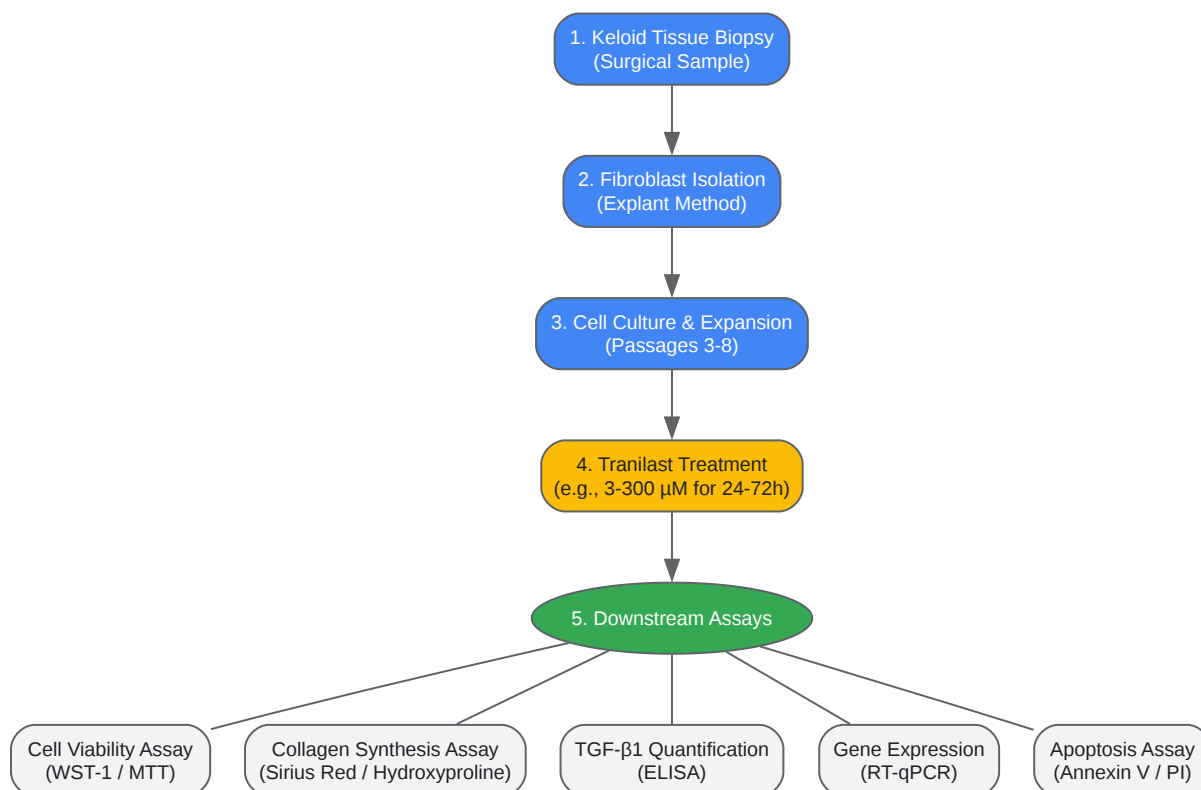 1. Keloid Tissue Biopsy
(Surgical Sample)
2. Fibroblast Isolation
(Explant Method)
3. Cell Culture & Expansion
(Passages 3-8)
4. Tranilast Treatment
(e.g., 3-300 µM for 24-72h)
5. Downstream Assays
Cell Viability Assay
(WST-1 / MTT)
Collagen Synthesis Assay
(Sirius Red / Hydroxyproline)
TGF-β1 Quantification
(ELISA)
Gene Expression
(RT-qPCR)
Apoptosis Assay
(Annexin V / PI)